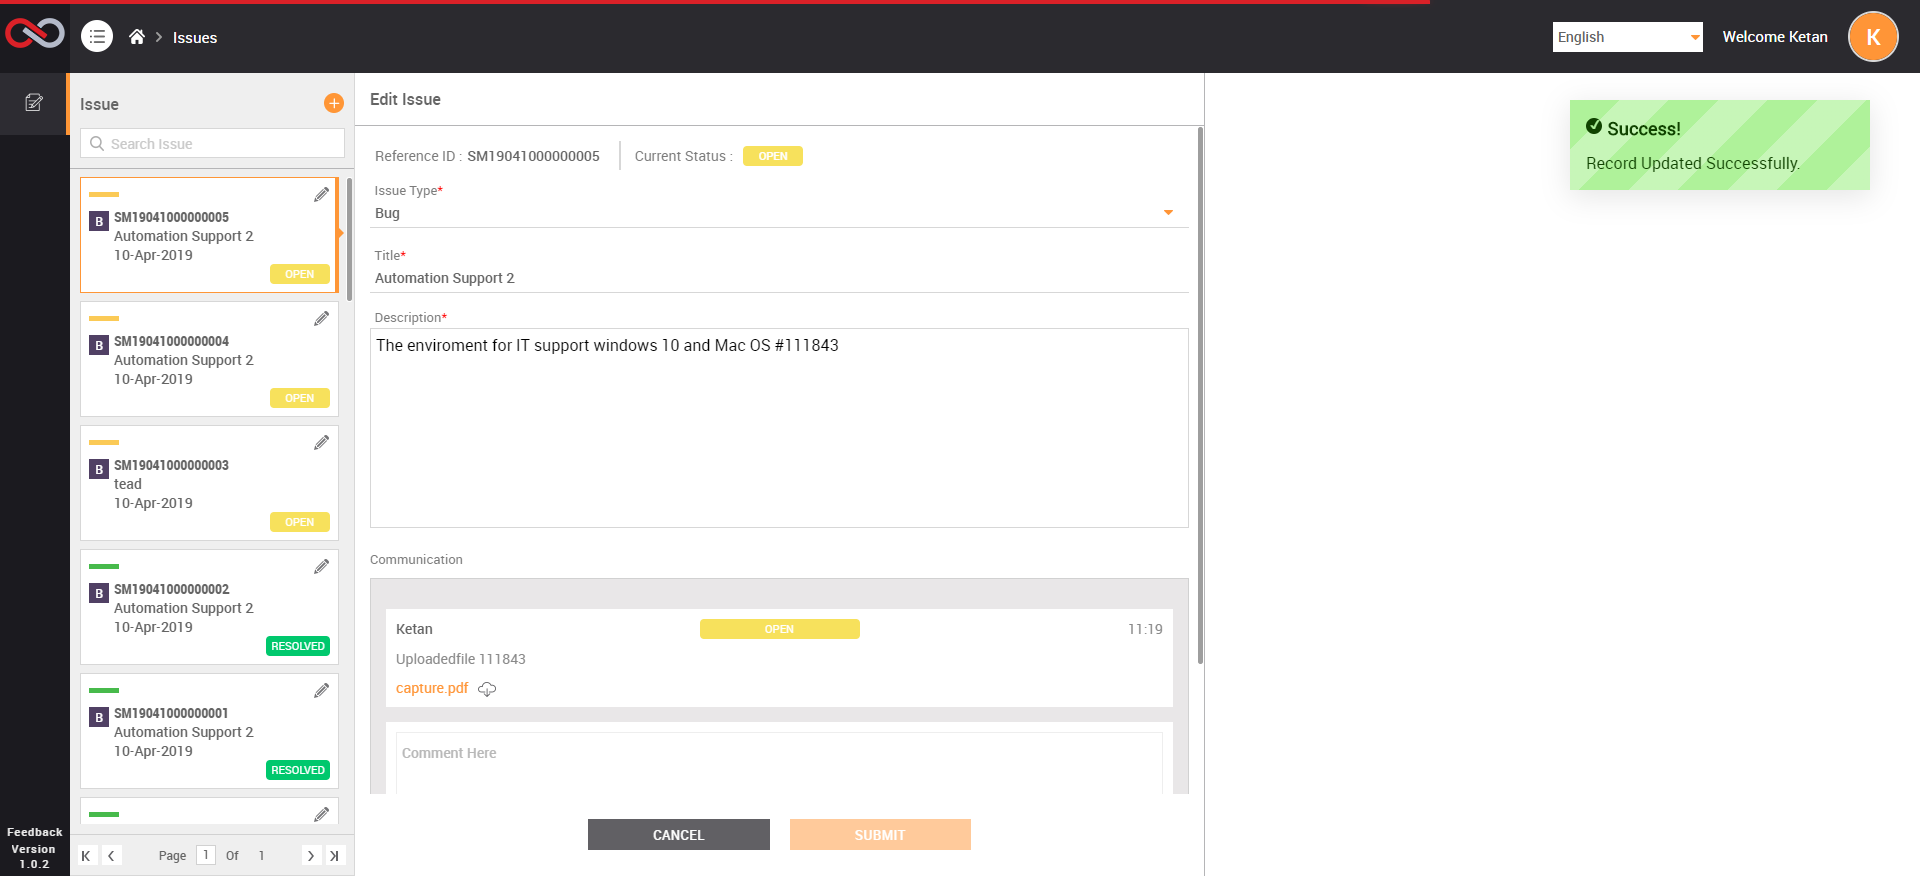 Issues
English
Welcome Ketan
K
Issue
Search Issue
SM19041000000005
B
Automation Support 2
10-Apr-2019
OPEN
SM19041000000004
B
Automation Support 2
10-Apr-2019
OPEN
SM19041000000003
B
tead
10-Apr-2019
OPEN
SM19041000000002
B
Automation Support 2
10-Apr-2019
RESOLVED
SM19041000000001
B
Automation Support 2
10-Apr-2019
RESOLVED
Page 1 Of 1
Feedback
Version
1.0.2
Edit Issue
Reference ID : SM19041000000005
Current Status : OPEN
Issue Type*
Bug
Title*
Automation Support 2
Description*
The enviroment for IT support windows 10 and Mac OS #111843
Communication
Ketan OPEN 11:19
Uploadedfile 111843
capture.pdf
Comment Here
CANCEL SUBMIT
Success!
Record Updated Successfully.